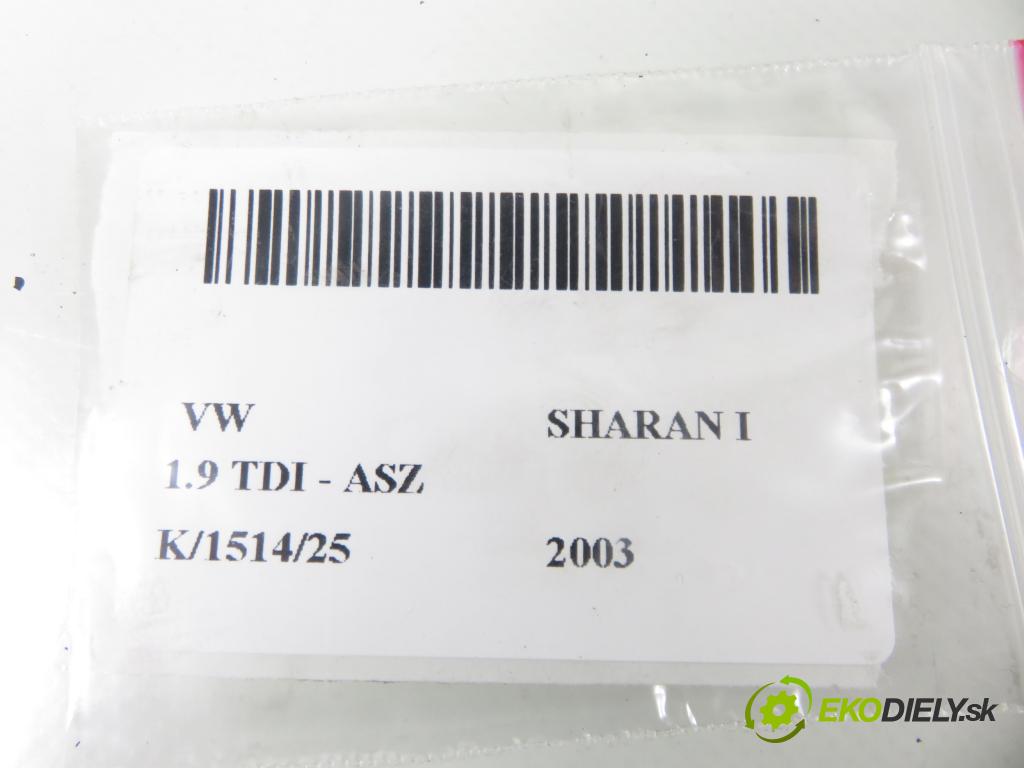 VW SHARAN I
1.9 TDI - ASZ
K/1514/25 2003
EKODIELY.sk